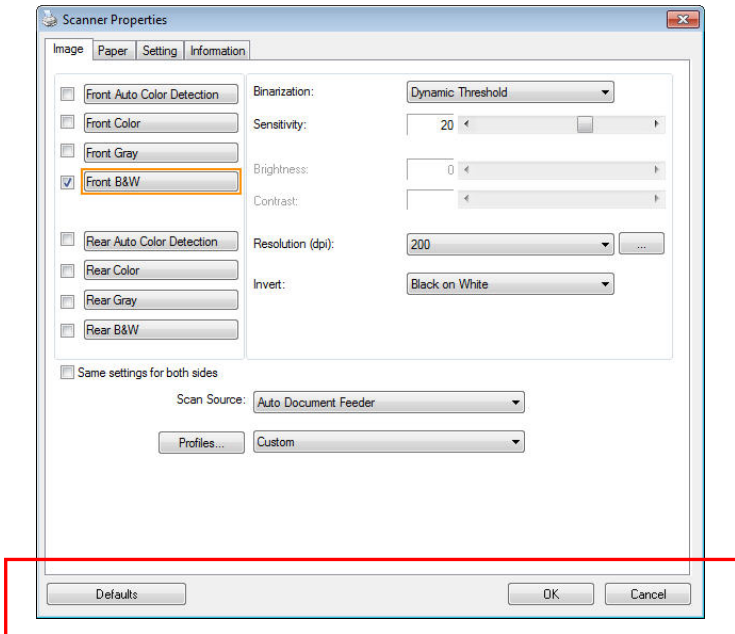 Scanner Properties
Image Paper Setting Information
Front Auto Color Detection
Front Color
Front Gray
Front B&W
Rear Auto Color Detection
Rear Color
Rear Gray
Rear B&W
Binarization: Dynamic Threshold
Sensitivity: 20
Brightness: 0
Contrast:
Resolution (dpi): 200 ...
Invert: Black on White
Same settings for both sides
Scan Source: Auto Document Feeder
Profiles... Custom
Defaults OK Cancel